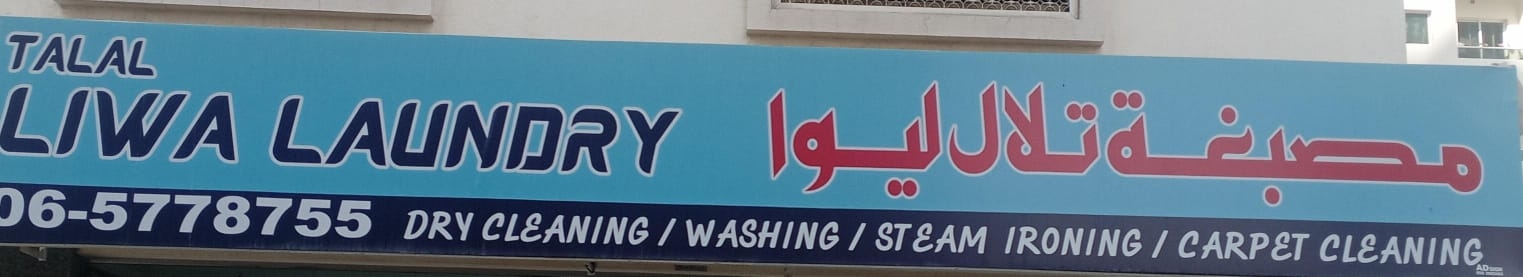 TALAL
LIWA LAUNDRY
مصبغة تلال ليوا
06-5778755
DRY CLEANING / WASHING / STEAM IRONING / CARPET CLEANING